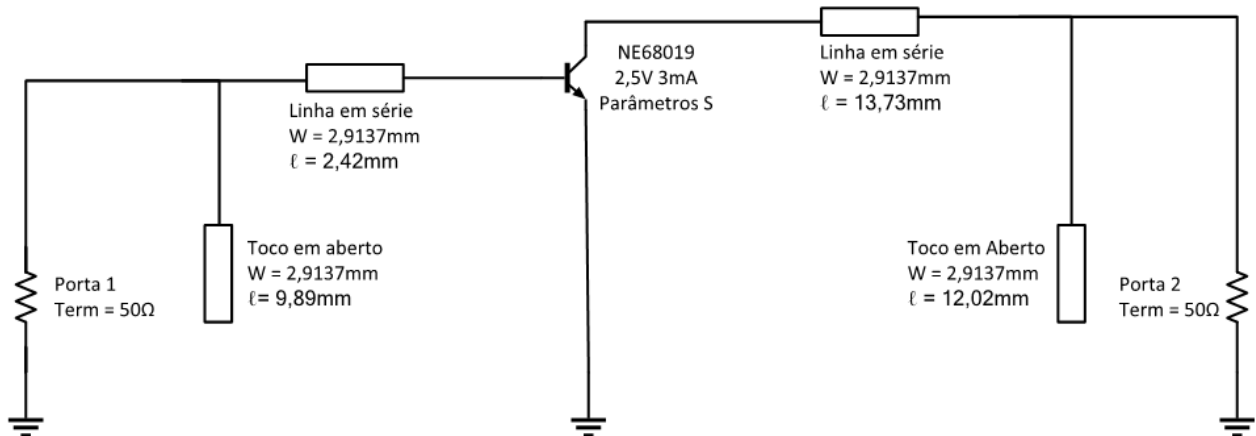 NE68019
2,5V 3mA
Parâmetros S
Linha em série
W = 2,9137mm
ℓ = 13,73mm
Linha em série
W = 2,9137mm
ℓ = 2,42mm
Toco em aberto
W = 2,9137mm
ℓ= 9,89mm
Toco em Aberto
W = 2,9137mm
ℓ = 12,02mm
Porta 1
Term = 50Ω
Porta 2
Term = 50Ω